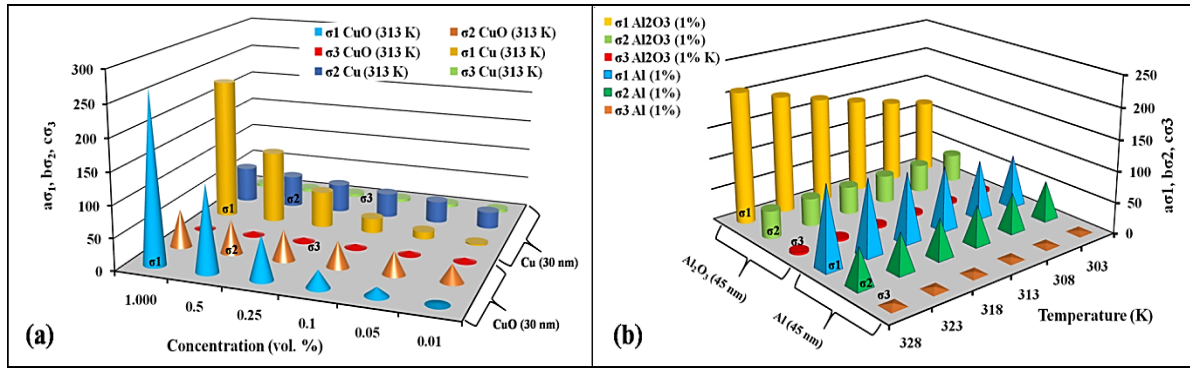 σ1 CuO (313 K) σ2 CuO (313 K)
σ3 CuO (313 K) σ1 Cu (313 K)
σ2 Cu (313 K) σ3 Cu (313 K)
300
250
200
150
100
50
0
aσ₁, bσ₂, cσ₃
σ1
σ2
σ3
σ1
σ2
σ3
1.000
0.5
0.25
0.1
0.05
0.01
Concentration (vol. %)
Cu (30 nm)
CuO (30 nm)
(a)
σ1 Al2O3 (1%)
σ2 Al2O3 (1%)
σ3 Al2O3 (1% K)
σ1 Al (1%)
σ2 Al (1%)
σ3 Al (1%)
250
200
150
100
50
0
aσ1, bσ2, cσ3
σ1
σ2
σ3
σ1
σ2
σ3
Al₂O₃ (45 nm)
Al (45 nm)
328
323
318
313
308
303
Temperature (K)
(b)